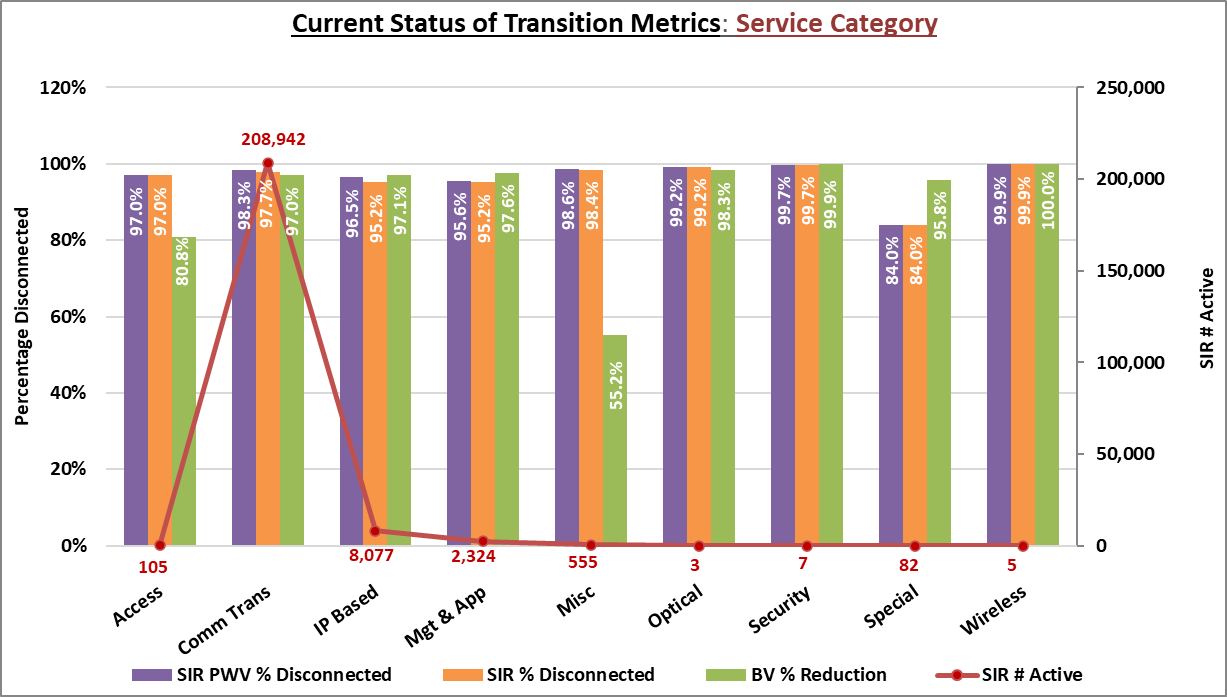 Current Status of Transition Metrics: Service Category
120% 250,000
208,942
100% 200,000
97.0% 97.0% 80.8% 98.3% 97.7% 97.0% 96.5% 95.2% 97.1% 95.6% 95.2% 97.6% 98.6% 98.4% 55.2% 99.2% 99.2% 98.3% 99.7% 99.7% 99.9% 84.0% 84.0% 95.8% 99.9% 99.9% 100.0%
80%
150,000
60%
Percentage Disconnected
SIR # Active
100,000
40%
20% 50,000
0% 0
105 8,077 2,324 555 3 7 82 5
Access Comm Trans IP Based Mgt & App Misc Optical Security Special Wireless
SIR PWV % Disconnected SIR % Disconnected BV % Reduction SIR # Active